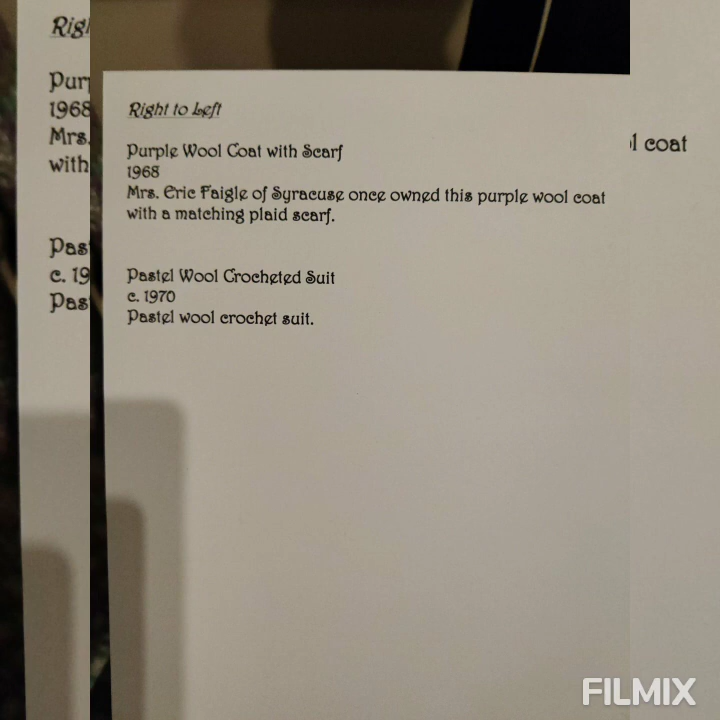 Right to Left
Purple Wool Coat with Scarf
1968
Mrs. Eric Faigle of Syracuse once owned this purple wool coat
with a matching plaid scarf.
Pastel Wool Crocheted Suit
c. 1970
Pastel wool crochet suit.
FILMIX